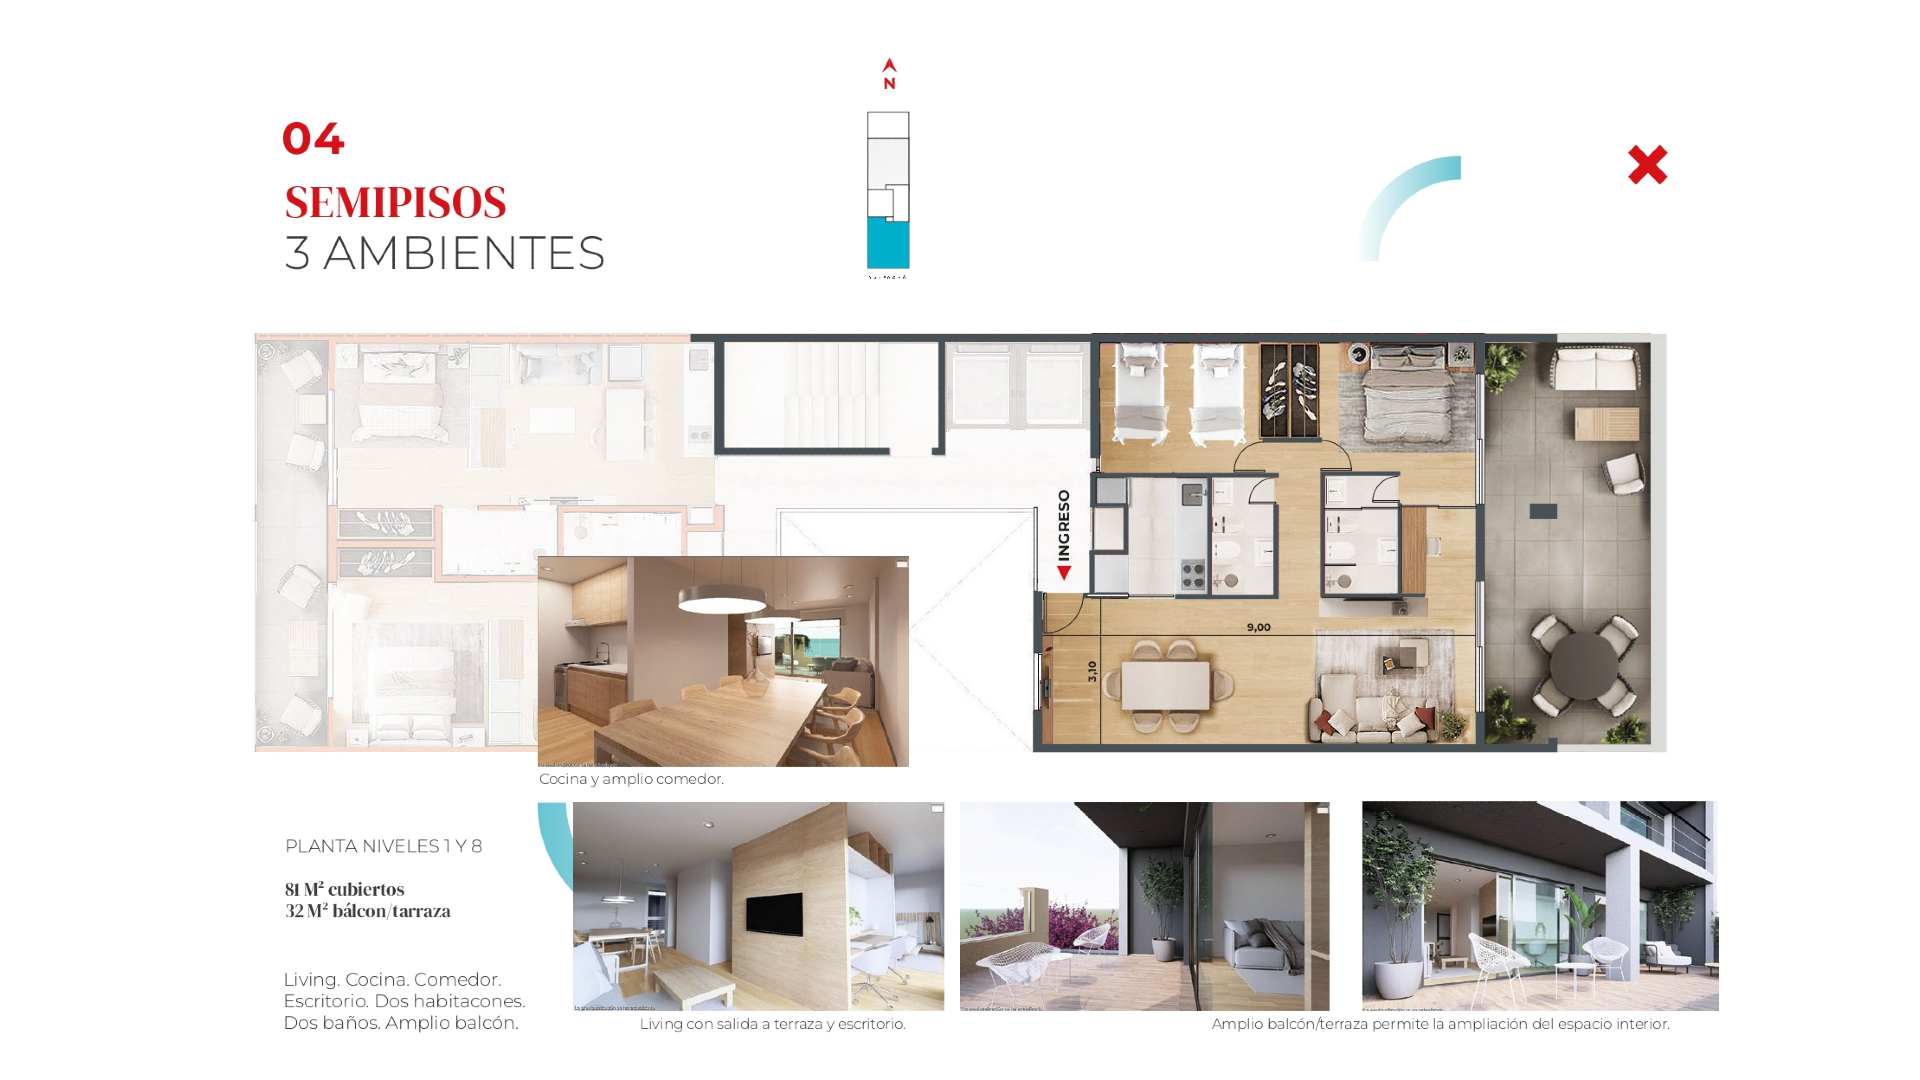 N
04
SEMIPISOS
3 AMBIENTES
INGRESO
9,00
3,10
Cocina y amplio comedor.
PLANTA NIVELES 1 Y 8
81 M² cubiertos
32 M² bálcon/tarraza
Living. Cocina. Comedor.
Escritorio. Dos habitacones.
Dos baños. Amplio balcón.
Living con salida a terraza y escritorio.
Amplio balcón/terraza permite la ampliación del espacio interior.